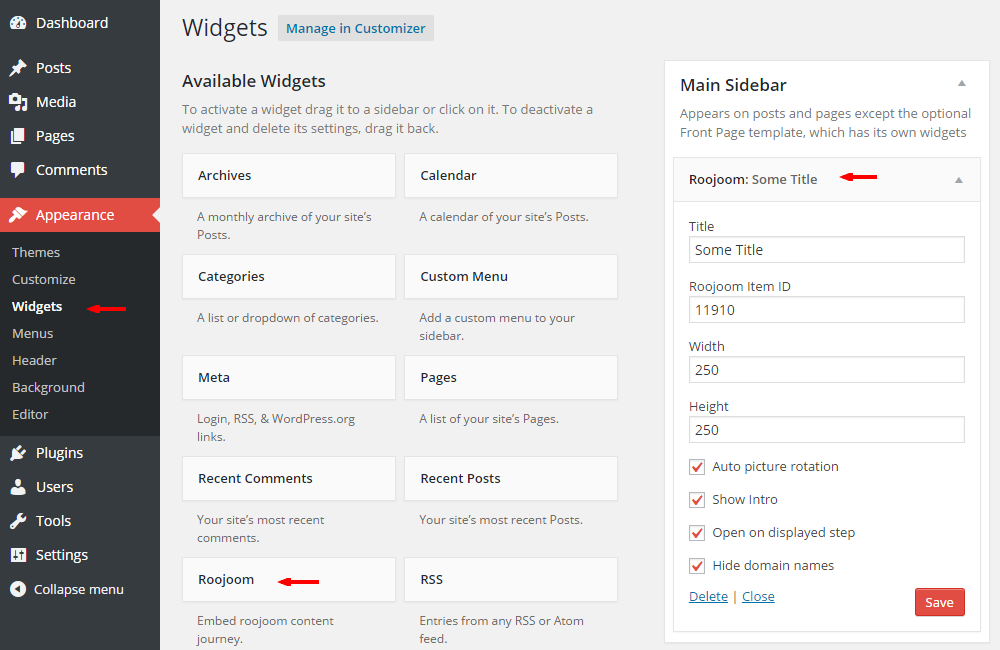 Dashboard
Posts
Media
Pages
Comments
Appearance
Themes
Customize
Widgets
Menus
Header
Background
Editor
Plugins
Users
Tools
Settings
Collapse menu
Widgets
Manage in Customizer
Available Widgets
To activate a widget drag it to a sidebar or click on it. To deactivate a
widget and delete its settings, drag it back.
Archives
A monthly archive of your site's
Posts.
Calendar
A calendar of your site's Posts.
Categories
A list or dropdown of categories.
Custom Menu
Add a custom menu to your
sidebar.
Meta
Login, RSS, & WordPress.org
links.
Pages
A list of your site's Pages.
Recent Comments
Your site's most recent
comments.
Recent Posts
Your site's most recent Posts.
Roojoom
Embed roojoom content
journey.
RSS
Entries from any RSS or Atom
feed.
Main Sidebar
Appears on posts and pages except the optional
Front Page template, which has its own widgets
Roojoom: Some Title
Title
Some Title
Roojoom Item ID
11910
Width
250
Height
250
Auto picture rotation
Show Intro
Open on displayed step
Hide domain names
Delete | Close
Save